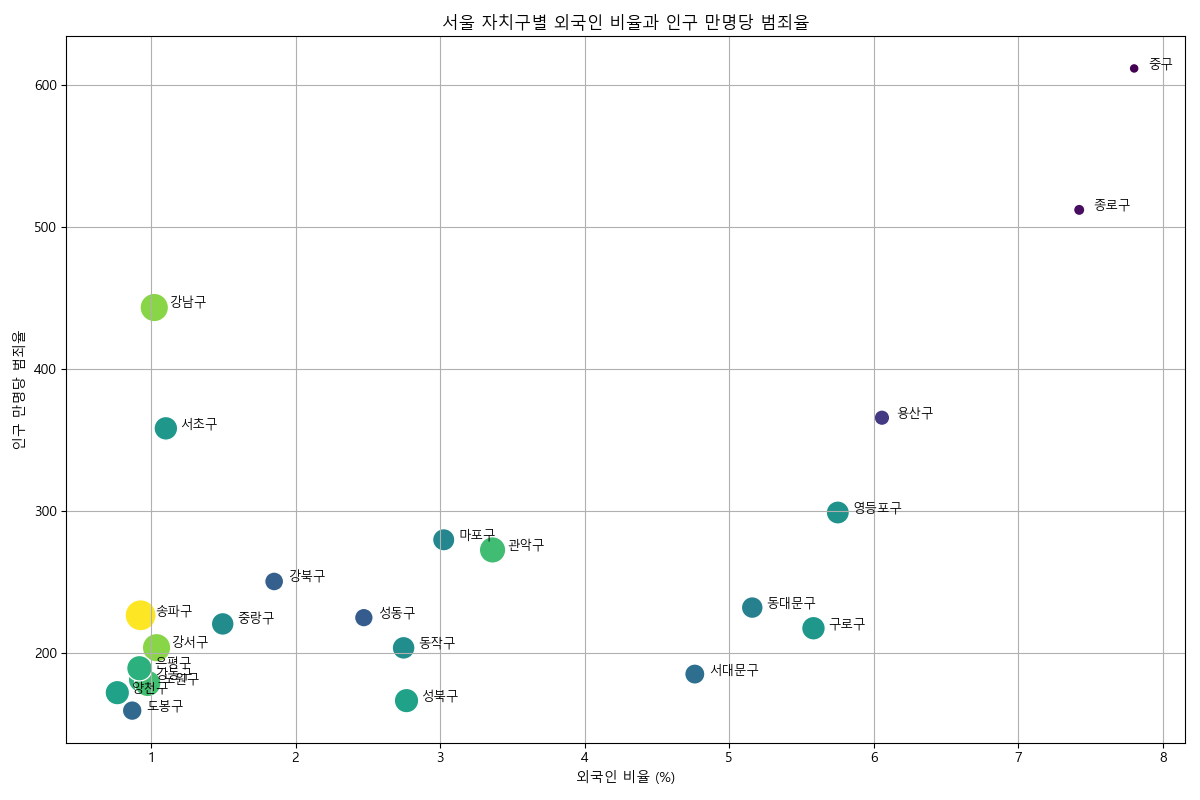 서울 자치구별 외국인 비율과 인구 만명당 범죄율
중구
600
종로구
500
강남구
400
서초구
용산구
인구 만명당 범죄율
300
영등포구
마포구
관악구
강북구
송파구
중랑구
성동구
동대문구
구로구
강서구
동작구
200
은평구
서대문구
양천구
도봉구
성북구
1
2
3
4
5
6
7
8
외국인 비율 (%)